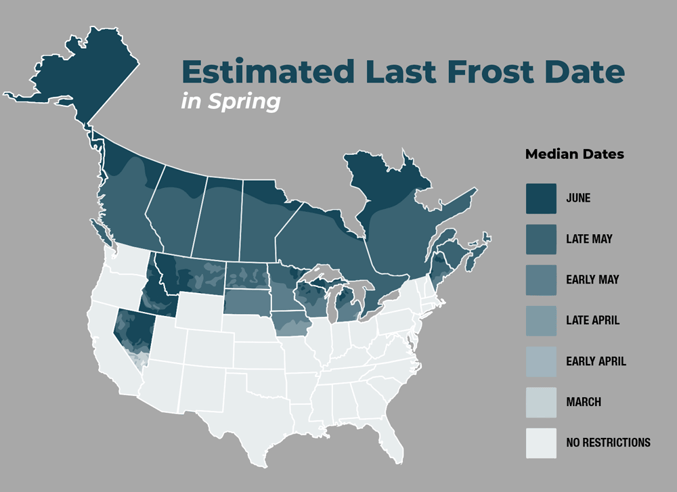 Estimated Last Frost Date
in Spring
Median Dates
JUNE
LATE MAY
EARLY MAY
LATE APRIL
EARLY APRIL
MARCH
NO RESTRICTIONS